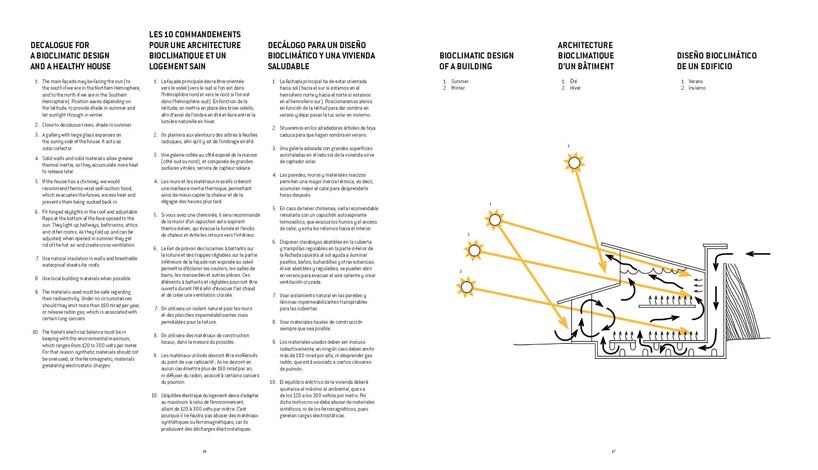 DECALOGUE FOR
A BIOCLIMATIC DESIGN
AND A HEALTHY HOUSE
1. The main façade may be facing the sun (to
the south if we are in the Northern Hemisphere,
and to the north if we are in the Southern
Hemisphere). Position eaves depending on
the latitude, to provide shade in summer and
let sunlight through in winter.
2. Close to deciduous trees, shade in summer.
3. A gallery with large glass expanses on
the sunny side of the house. It acts as
solar collector.
4. Solid walls and solid materials allow greater
thermal inertia, so they accumulate more heat
to release later.
5. If the house has a chimney, we would
recommend thermo wind self-suction hood,
which evacuates the fumes, excess heat and
prevents them being sucked back in.
6. Fit hinged skylights in the roof and adjustable
flaps at the bottom of the face opposed to the
sun. They light up hallways, bathrooms, attics
and other rooms. As they fold up and can be
adjusted, when opened in summer they get
rid of the hot air and create cross ventilation.
7. Use natural insulation in walls and breathable
waterproof sheets for roofs.
8. Use local building materials when possible.
9. The materials used must be safe regarding
their radioactivity. Under no circumstances
should they emit more than 180 mrad per year,
or release radon gas, which is associated with
certain lung cancers.
10. The home's electrical balance must be in
keeping with the environmental maximum,
which ranges from 120 to 300 volts per meter.
For that reason synthetic materials should not
be overused, or the ferromagnetic, materials
generating electrostatic charges.
LES 10 COMMANDEMENTS
POUR UNE ARCHITECTURE
BIOCLIMATIQUE ET UN
LOGEMENT SAIN
1. La façade principale devra être orientée
vers le soleil (vers le sud si l'on est dans
l'hémisphère nord et vers le nord si l'on est
dans l'hémisphère sud). En fonction de la
latitude, on mettra en place des brise-soleils,
afin d'avoir de l'ombre en été et faire entrer la
lumière naturelle en hiver.
2. On plantera aux alentours des arbres à feuilles
caduques, afin qu'il y ait de l'ombrage en été.
3. Une galerie collée au côté exposé de la maison
(côté sud ou nord), et composée de grandes
surfaces vitrées, servira de capteur solaire.
4. Les murs et les matériaux massifs créeront
une meilleure inertie thermique, permettant
ainsi de mieux capter la chaleur et de la
dégager des heures plus tard.
5. Si vous avez une cheminée, il sera recommandé
de la munir d'un capuchon auto-aspirant
thermo-éolien, qui évacue la fumée et l'excès
de chaleur et évite les retours vers l'intérieur.
6. Le fait de prévoir des lucarnes à battants sur
la toiture et des trappes réglables sur la partie
inférieure de la façade non exposée au soleil
permettra d'éclairer les couloirs, les salles de
bains, les mansardes et autres pièces. Ces
éléments à battants et réglables pourront être
ouverts durant l'été afin d'évacuer l'air chaud
et de créer une ventilation croisée.
7. On utilisera un isolant naturel pour les murs
et des planches imperméabilisantes mais
perméables pour la toiture.
8. On utilisera des matériaux de construction
locaux, dans la mesure du possible.
9. Les matériaux utilisés devront être inoffensifs
du point de vue radioactif ; ils ne devront en
aucun cas émettre plus de 180 mrad par an,
ni diffuser du radon, associé à certains cancers
du poumon.
10. L'équilibre électrique du logement devra s'adapter
au maximum à celui de l'environnement,
allant de 120 à 300 volts par mètre. C'est
pourquoi il ne faudra pas abuser des matériaux
synthétiques ou ferromagnétiques, car ils
produisent des décharges électrostatiques.
DECÁLOGO PARA UN DISEÑO
BIOCLIMÁTICO Y UNA VIVIENDA
SALUDABLE
1. La fachada principal ha de estar orientada
hacia sol (hacia el sur si estamos en el
hemisferio norte y hacia el norte si estamos
en el hemisferio sur). Posicionaremos aleros
en función de la latitud para dar sombra en
verano y dejar pasar la luz solar en invierno.
2. Situaremos en los alrededores árboles de hoja
caduca para que hagan sombra en verano.
3. Una galería adosada con grandes superficies
acristaladas en el lado sol de la vivienda sirve
de captador solar.
4. Las paredes, muros y materiales macizos
permiten una mayor inercia térmica, es decir,
acumulan mejor el calor para desprenderlo
horas después.
5. En caso de tener chimenea, sería recomendable
rematarla con un capuchón autoaspirante
termoeólico, que evacua los humos y el exceso
de calor, y evita los retornos hacia el interior.
6. Disponer claraboyas abatibles en la cubierta
y trampillas regulables en la parte inferior de
la fachada opuesta al sol ayuda a iluminar
pasillos, baños, buhardillas y otras estancias.
Al ser abatibles y regulables, se pueden abrir
en verano para evacuar el aire caliente y crear
ventilación cruzada.
7. Usar aislamiento natural en las paredes y
láminas impermeabilizantes transpirables
para las cubiertas.
8. Usar materiales locales de construcción
siempre que sea posible.
9. Los materiales usados deben ser inocuos
radiactivamente, en ningún caso deben emitir
más de 180 mrad por año, ni desprender gas
radón, que está asociado a ciertos cánceres
de pulmón.
10. El equilibrio eléctrico de la vivienda deberá
ajustarse al máximo al ambiental, que va
de los 120 a los 300 voltios por metro. Por
dicho motivo no se debe abusar de materiales
sintéticos, ni de los ferromagnéticos, pues
generan cargas electrostáticas.
BIOCLIMATIC DESIGN
OF A BUILDING
1. Summer
2. Winter
ARCHITECTURE
BIOCLIMATIQUE
D'UN BÂTIMENT
1. Été
2. Hiver
DISEÑO BIOCLIMÁTICO
DE UN EDIFICIO
1. Verano
2. Invierno
1
1
2
2